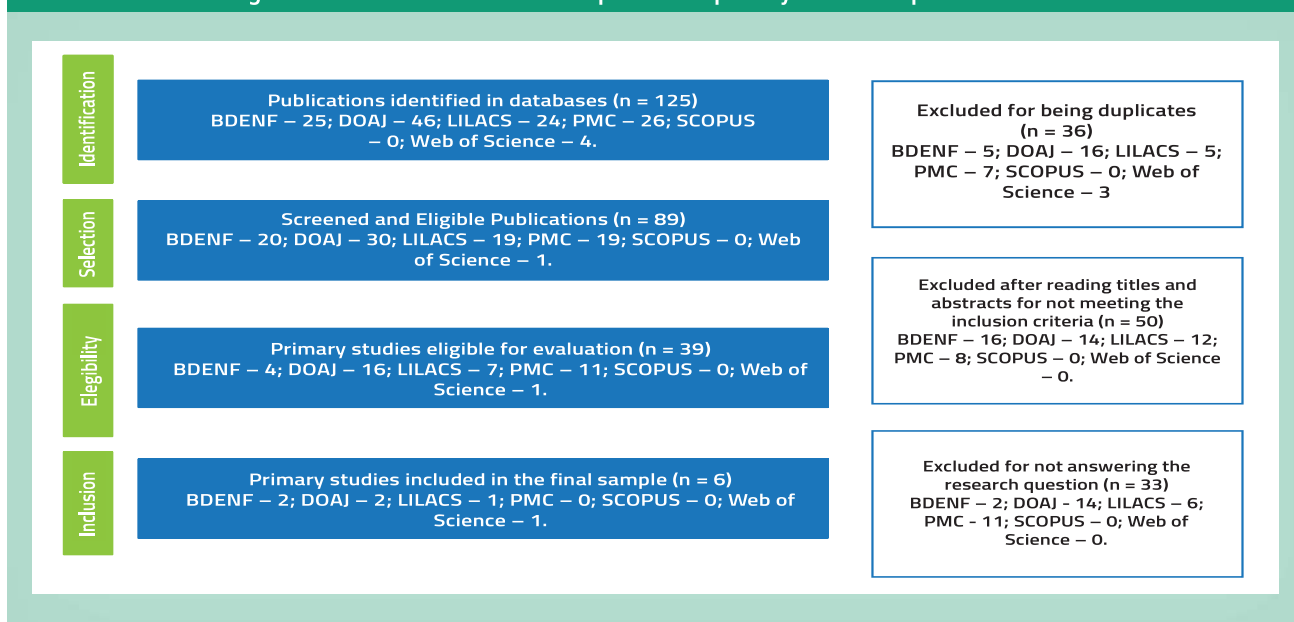 Identification
Publications identified in databases (n = 125)
BDENF – 25; DOAJ – 46; LILACS – 24; PMC – 26; SCOPUS
– 0; Web of Science – 4.
Excluded for being duplicates
(n = 36)
BDENF – 5; DOAJ – 16; LILACS – 5;
PMC – 7; SCOPUS – 0; Web of
Science – 3
Selection
Screened and Eligible Publications (n = 89)
BDENF – 20; DOAJ – 30; LILACS – 19; PMC – 19; SCOPUS – 0; Web
of Science – 1.
Excluded after reading titles and
abstracts for not meeting the
inclusion criteria (n = 50)
BDENF – 16; DOAJ – 14; LILACS – 12;
PMC – 8; SCOPUS – 0; Web of Science
– 0.
Elegibility
Primary studies eligible for evaluation (n = 39)
BDENF – 4; DOAJ – 16; LILACS – 7; PMC – 11; SCOPUS – 0; Web of
Science – 1.
Inclusion
Primary studies included in the final sample (n = 6)
BDENF – 2; DOAJ – 2; LILACS – 1; PMC – 0; SCOPUS – 0; Web of
Science – 1.
Excluded for not answering the
research question (n = 33)
BDENF – 2; DOAJ - 14; LILACS – 6;
PMC - 11; SCOPUS – 0; Web of
Science – 0.